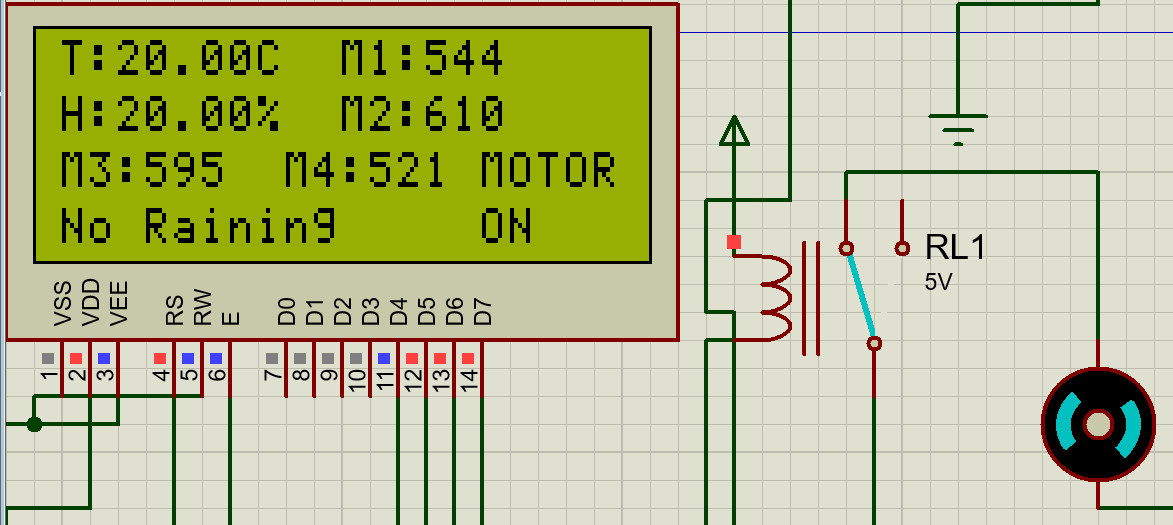 T:20.00C M1:544
H:20.00% M2:610
M3:595 M4:521 MOTOR
No Raining ON
VSS VDD VEE RS RW E D0 D1 D2 D3 D4 D5 D6 D7
1 2 3 4 5 6 7 8 9 10 11 12 13 14
RL1
5V